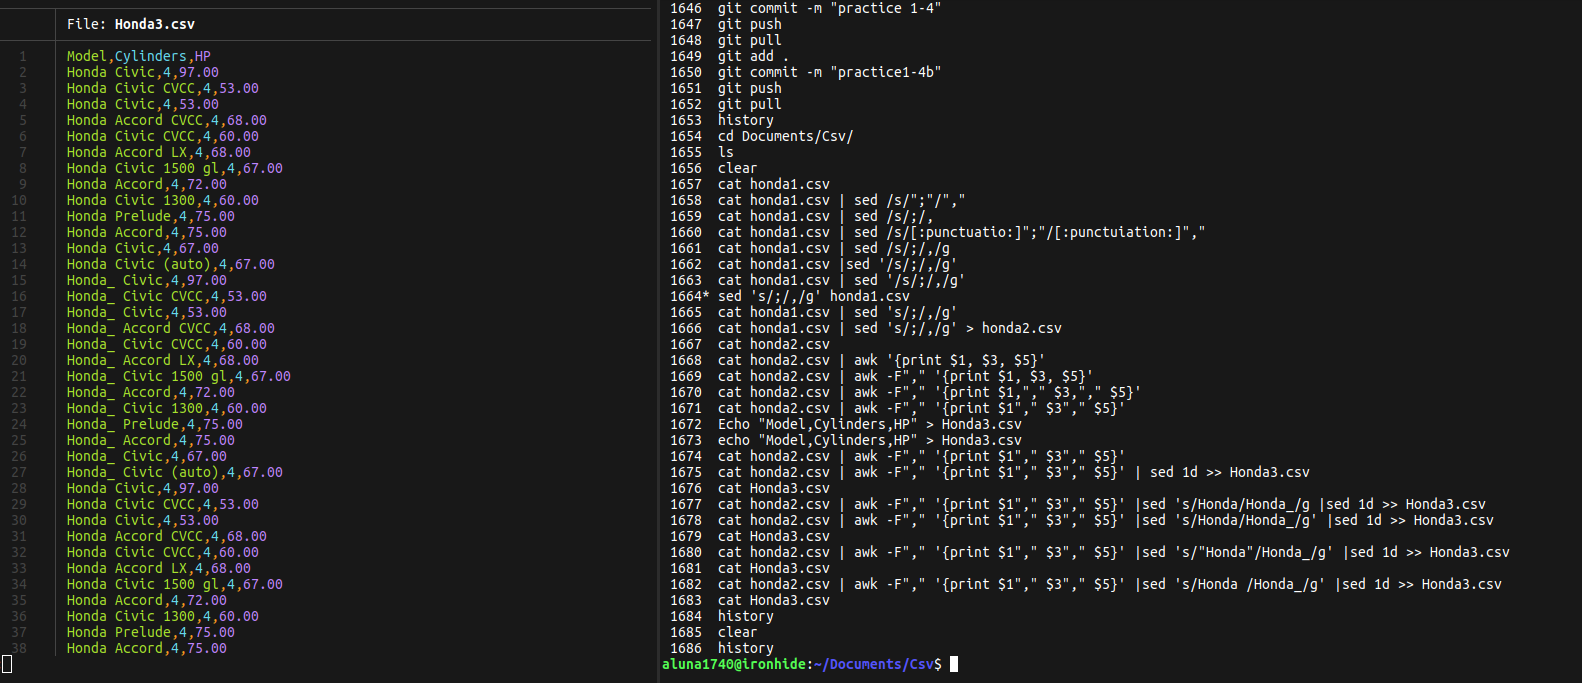 File: Honda3.csv
1 Model,Cylinders,HP
2 Honda Civic,4,97.00
3 Honda Civic CVCC,4,53.00
4 Honda Civic,4,53.00
5 Honda Accord CVCC,4,68.00
6 Honda Civic CVCC,4,60.00
7 Honda Accord LX,4,68.00
8 Honda Civic 1500 gl,4,67.00
9 Honda Accord,4,72.00
10 Honda Civic 1300,4,60.00
11 Honda Prelude,4,75.00
12 Honda Accord,4,75.00
13 Honda Civic,4,67.00
14 Honda Civic (auto),4,67.00
15 Honda_ Civic,4,97.00
16 Honda_ Civic CVCC,4,53.00
17 Honda_ Civic,4,53.00
18 Honda_ Accord CVCC,4,68.00
19 Honda_ Civic CVCC,4,60.00
20 Honda_ Accord LX,4,68.00
21 Honda_ Civic 1500 gl,4,67.00
22 Honda_ Accord,4,72.00
23 Honda_ Civic 1300,4,60.00
24 Honda_ Prelude,4,75.00
25 Honda_ Accord,4,75.00
26 Honda_ Civic,4,67.00
27 Honda_ Civic (auto),4,67.00
28 Honda Civic,4,97.00
29 Honda Civic CVCC,4,53.00
30 Honda Civic,4,53.00
31 Honda Accord CVCC,4,68.00
32 Honda Civic CVCC,4,60.00
33 Honda Accord LX,4,68.00
34 Honda Civic 1500 gl,4,67.00
35 Honda Accord,4,72.00
36 Honda Civic 1300,4,60.00
37 Honda Prelude,4,75.00
38 Honda Accord,4,75.00
1646 git commit -m "practice 1-4"
1647 git push
1648 git pull
1649 git add .
1650 git commit -m "practice1-4b"
1651 git push
1652 git pull
1653 history
1654 cd Documents/Csv/
1655 ls
1656 clear
1657 cat honda1.csv
1658 cat honda1.csv | sed /s/";"/","
1659 cat honda1.csv | sed /s/;/,
1660 cat honda1.csv | sed /s/[:punctuatio:]";"/[:punctuiation:]","
1661 cat honda1.csv | sed /s/;/,/g
1662 cat honda1.csv |sed '/s/;/,/g'
1663 cat honda1.csv | sed '/s/;/,/g'
1664* sed 's/;/,/g' honda1.csv
1665 cat honda1.csv | sed 's/;/,/g'
1666 cat honda1.csv | sed 's/;/,/g' > honda2.csv
1667 cat honda2.csv
1668 cat honda2.csv | awk '{print $1, $3, $5}'
1669 cat honda2.csv | awk -F"," '{print $1, $3, $5}'
1670 cat honda2.csv | awk -F"," '{print $1,"," $3,"," $5}'
1671 cat honda2.csv | awk -F"," '{print $1"," $3"," $5}'
1672 Echo "Model,Cylinders,HP" > Honda3.csv
1673 echo "Model,Cylinders,HP" > Honda3.csv
1674 cat honda2.csv | awk -F"," '{print $1"," $3"," $5}'
1675 cat honda2.csv | awk -F"," '{print $1"," $3"," $5}' | sed 1d >> Honda3.csv
1676 cat Honda3.csv
1677 cat honda2.csv | awk -F"," '{print $1"," $3"," $5}' |sed 's/Honda/Honda_/g |sed 1d >> Honda3.csv
1678 cat honda2.csv | awk -F"," '{print $1"," $3"," $5}' |sed 's/Honda/Honda_/g' |sed 1d >> Honda3.csv
1679 cat Honda3.csv
1680 cat honda2.csv | awk -F"," '{print $1"," $3"," $5}' |sed 's/"Honda"/Honda_/g' |sed 1d >> Honda3.csv
1681 cat Honda3.csv
1682 cat honda2.csv | awk -F"," '{print $1"," $3"," $5}' |sed 's/Honda /Honda_/g' |sed 1d >> Honda3.csv
1683 cat Honda3.csv
1684 history
1685 clear
1686 history
aluna1740@ironhide:~/Documents/Csv$